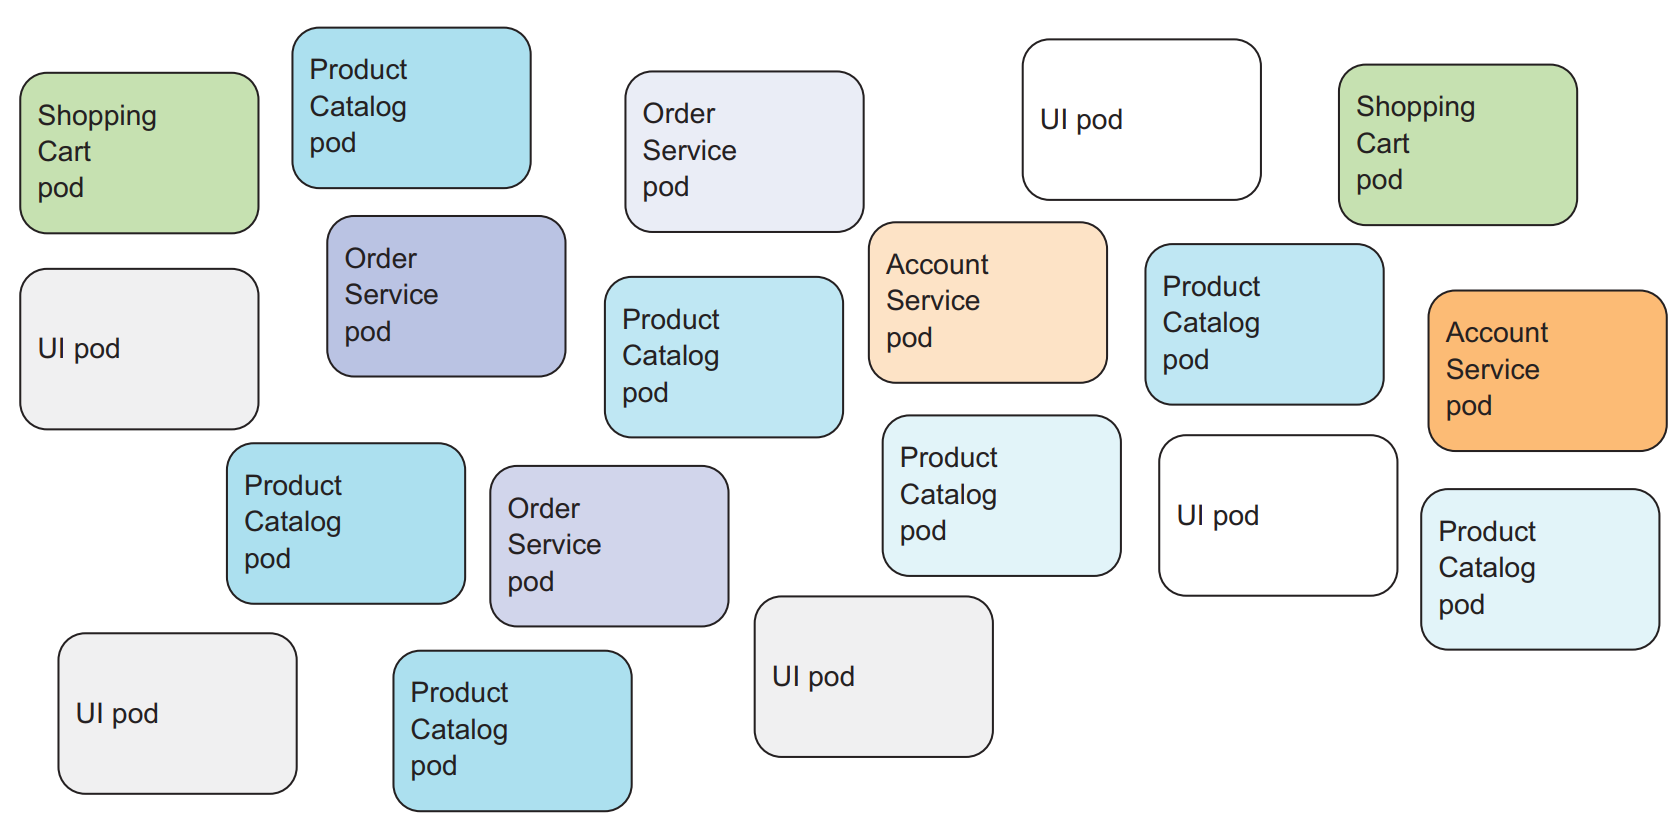 Shopping
Cart
pod
Product
Catalog
pod
Order
Service
pod
UI pod
Shopping
Cart
pod
UI pod
Order
Service
pod
Product
Catalog
pod
Account
Service
pod
Product
Catalog
pod
Account
Service
pod
Product
Catalog
pod
Order
Service
pod
Product
Catalog
pod
UI pod
Product
Catalog
pod
UI pod
Product
Catalog
pod
UI pod